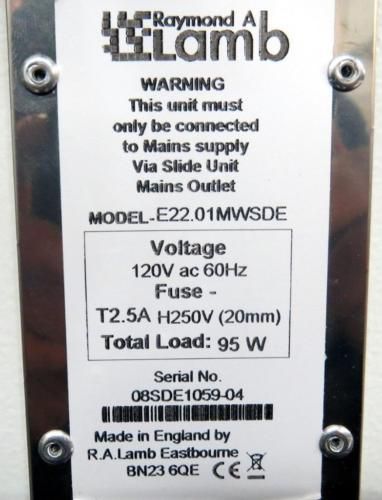 Raymond A
Lamb
WARNING
This unit must
only be connected
to Mains supply
Via Slide Unit
Mains Outlet
MODEL-E22.01MWSDE
Voltage
120V ac 60Hz
Fuse -
T2.5A H250V (20mm)
Total Load: 95 W
Serial No.
08SDE1059-04
Made in England by
R.A.Lamb Eastbourne
BN23 6QE CE